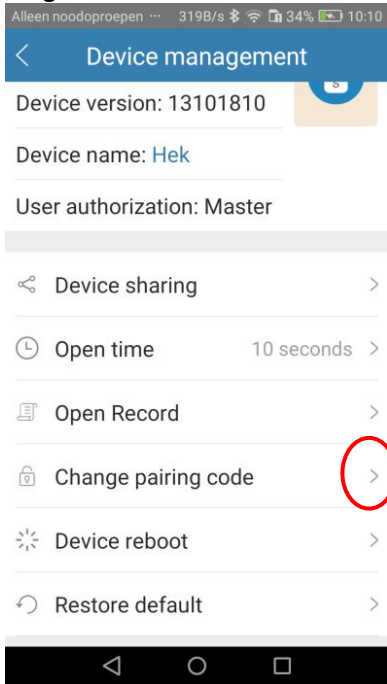 Alleen noodoproepen ··· 319B/s 34% 10:10
Device management
S
Device version: 13101810
Device name: Hek
User authorization: Master
Device sharing
Open time 10 seconds
Open Record
Change pairing code
Device reboot
Restore default